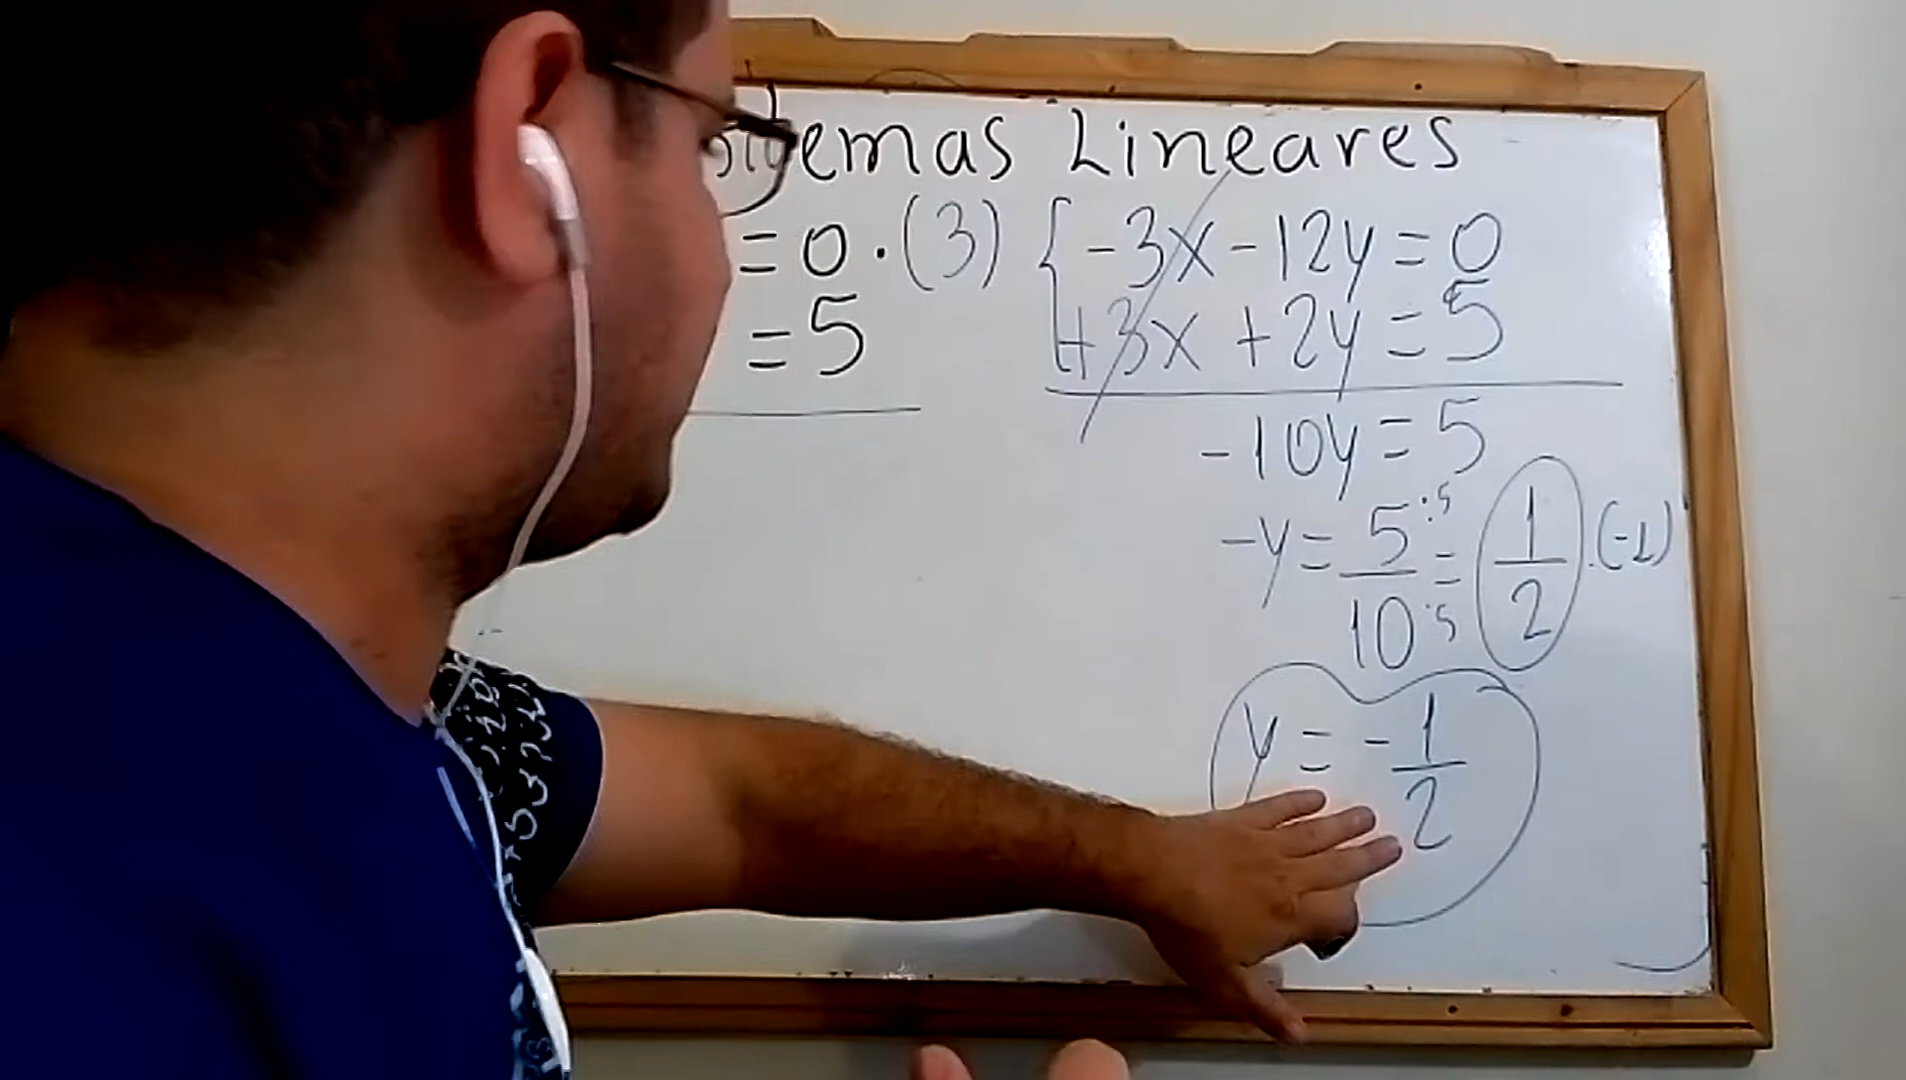 Sistemas Lineares
= 0 · (3)
= 5
-3x - 12y = 0
+3x + 2y = 5
-10y = 5
-y = 5:5/10:5 = 1/2 · (-1)
y = -1/2